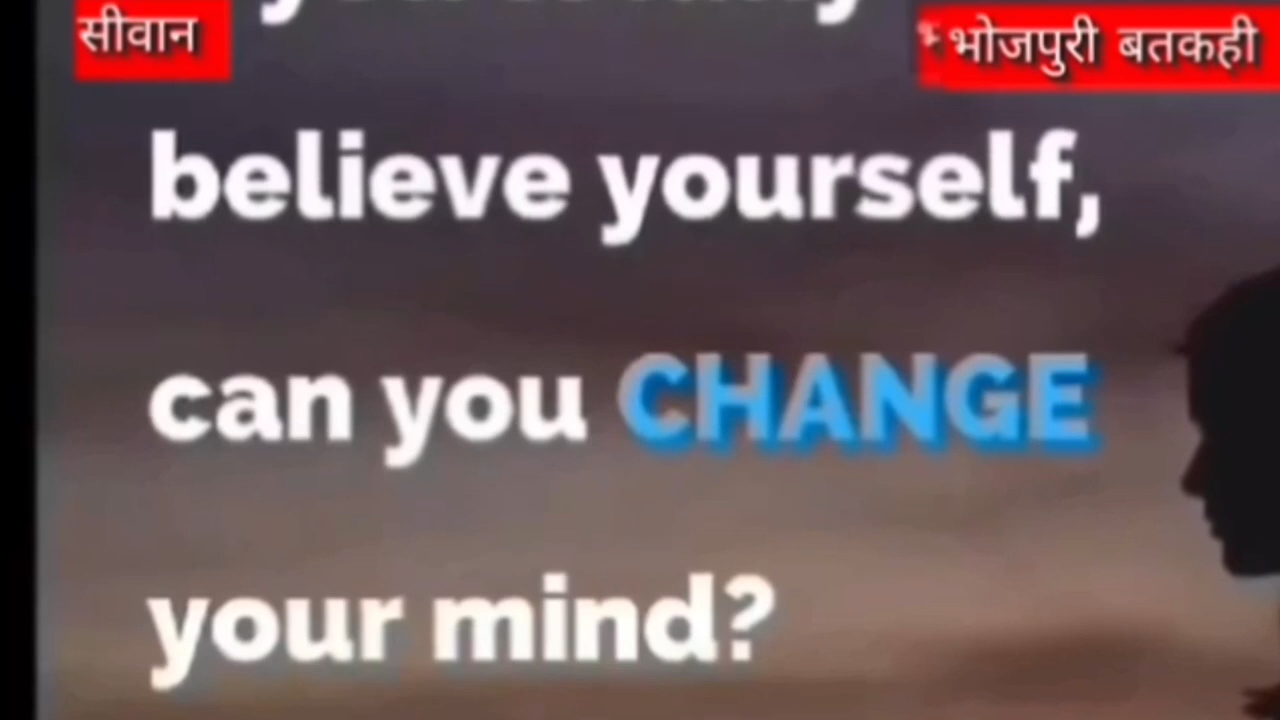 सीवान
भोजपुरी बतकही
believe yourself,
can you CHANGE
your mind?